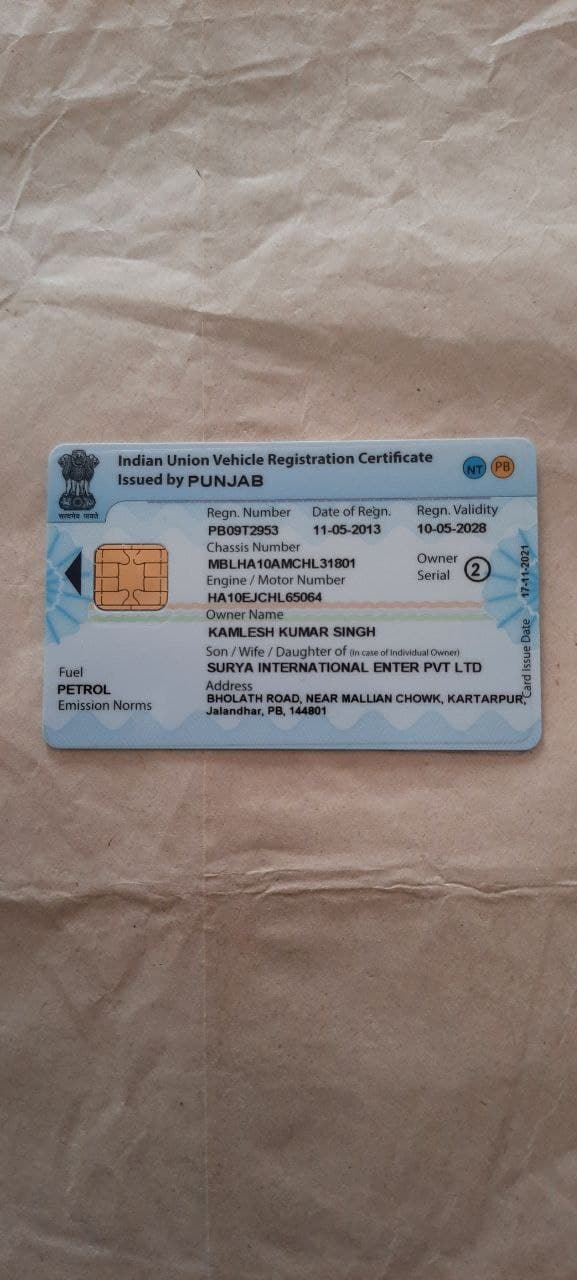 Indian Union Vehicle Registration Certificate
Issued by PUNJAB
NT PB
सत्यमेव जयते
Regn. Number Date of Regn. Regn. Validity
PB09T2953 11-05-2013 10-05-2028
Chassis Number
MBLHA10AMCHL31801
Owner Serial 2
Engine / Motor Number
HA10EJCHL65064
Owner Name
KAMLESH KUMAR SINGH
Son / Wife / Daughter of (In case of Individual Owner)
SURYA INTERNATIONAL ENTER PVT LTD
Fuel
PETROL
Emission Norms
Address
BHOLATH ROAD, NEAR MALLIAN CHOWK, KARTARPUR,
Jalandhar, PB, 144801
Card Issue Date 17-11-2021